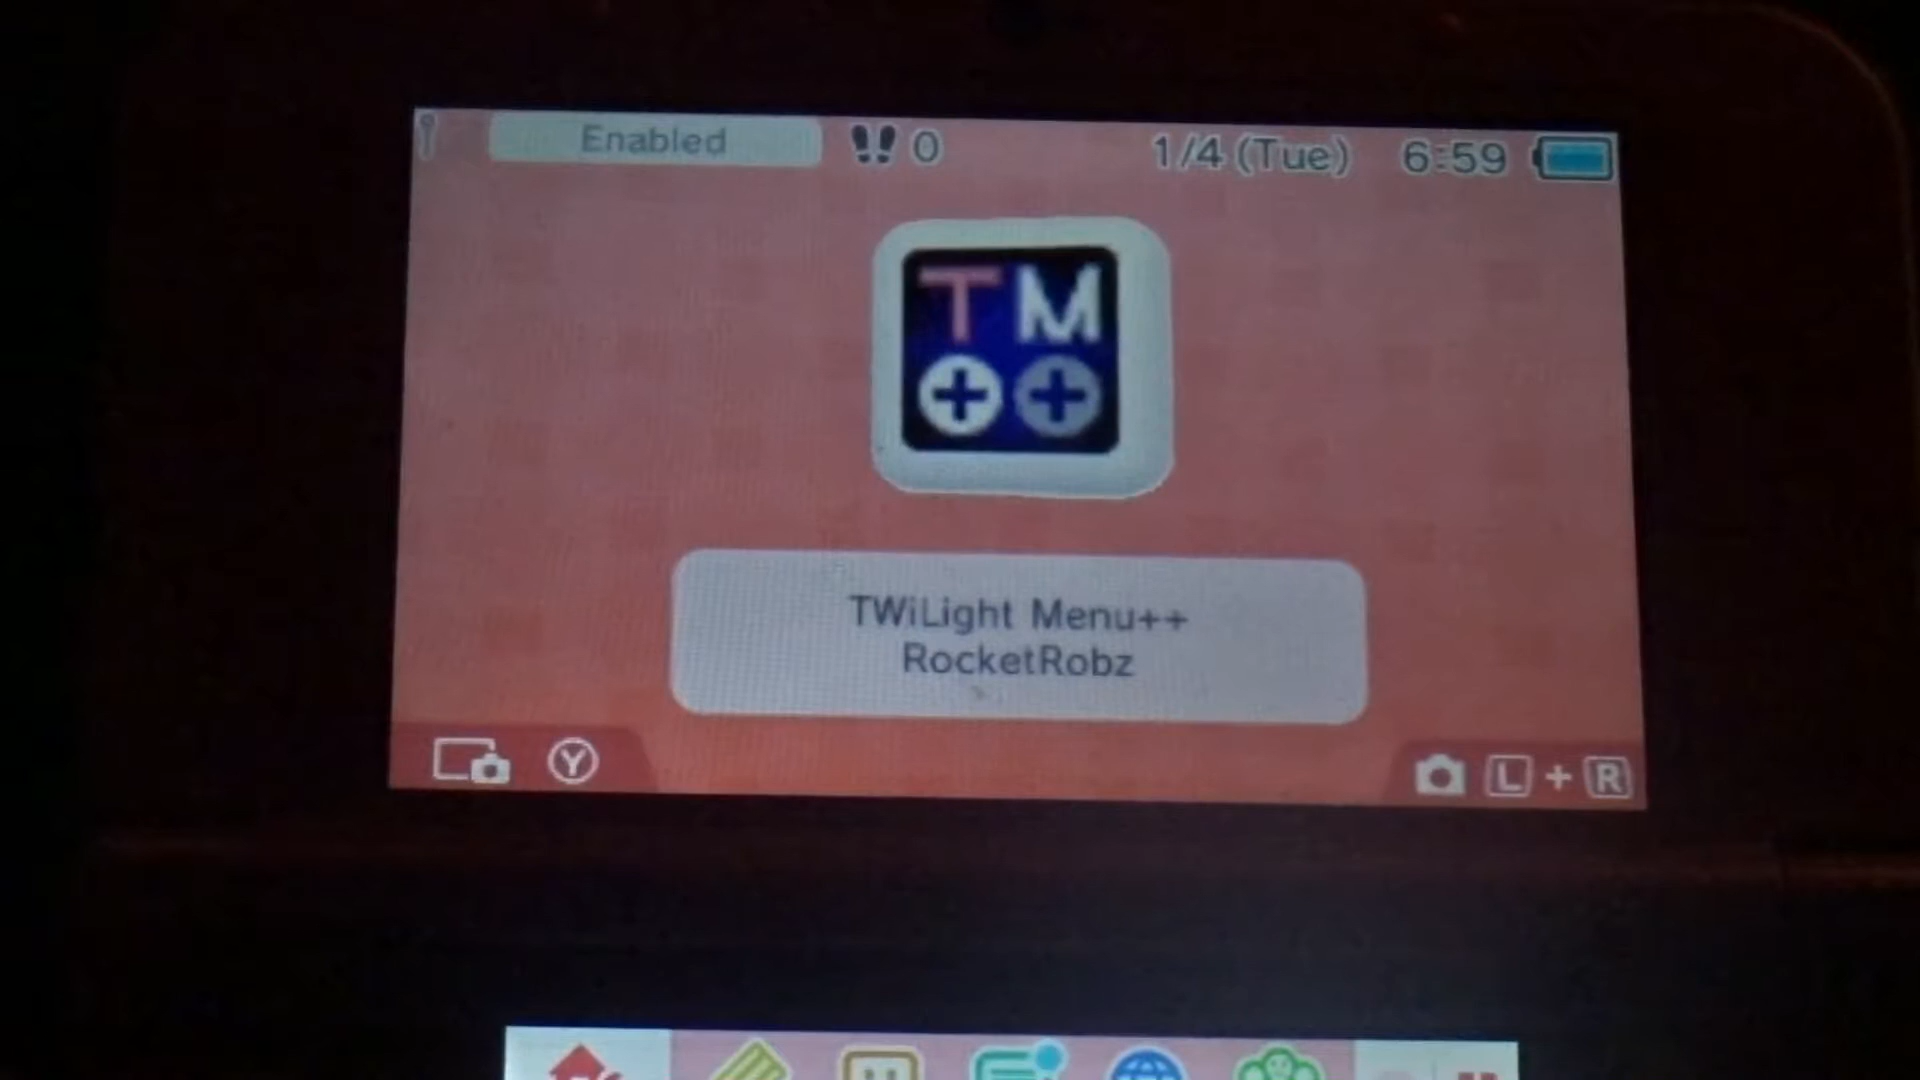 Enabled
0
1/4 (Tue)
6:59
TM
TWiLight Menu++
RocketRobz
Y
L + R